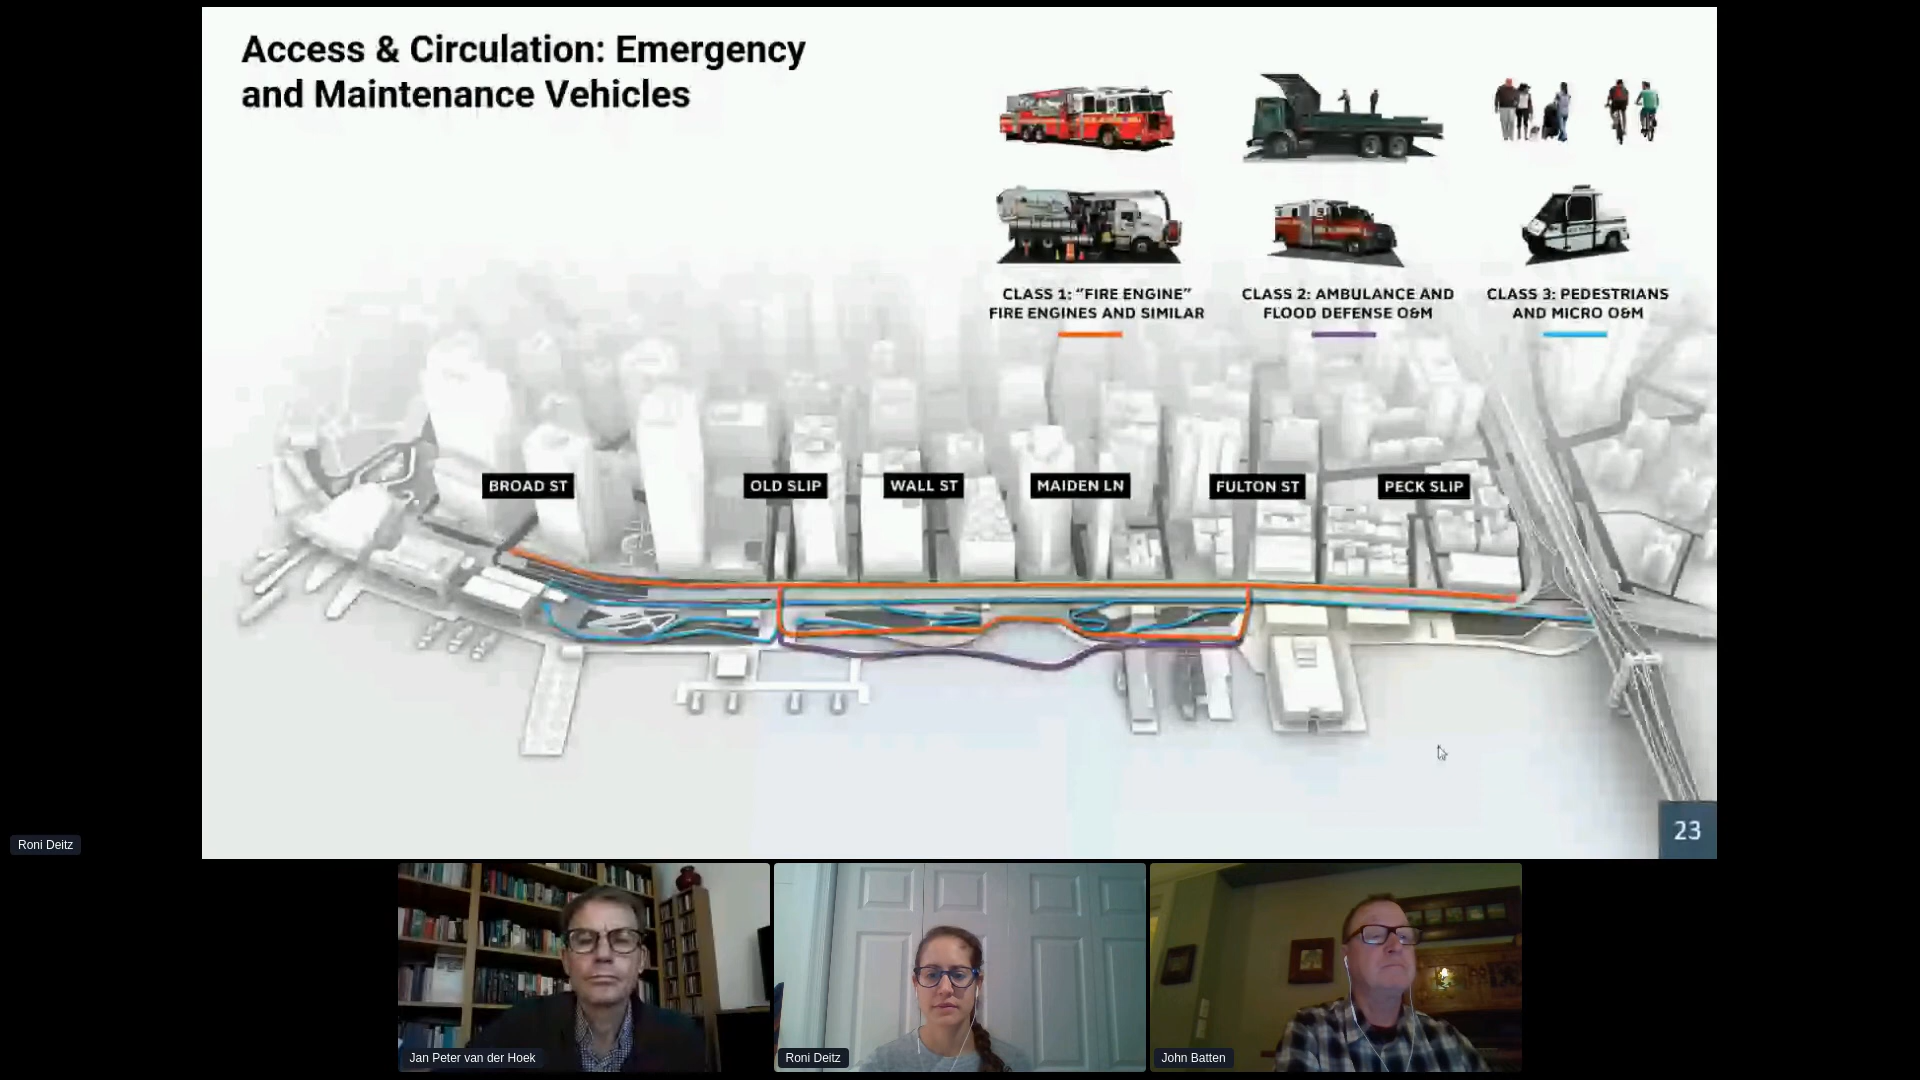 Access & Circulation: Emergency
and Maintenance Vehicles
CLASS 1: “FIRE ENGINE”
FIRE ENGINES AND SIMILAR
CLASS 2: AMBULANCE AND
FLOOD DEFENSE O&M
CLASS 3: PEDESTRIANS
AND MICRO O&M
BROAD ST
OLD SLIP
WALL ST
MAIDEN LN
FULTON ST
PECK SLIP
23
Roni Deitz
Jan Peter van der Hoek
Roni Deitz
John Batten